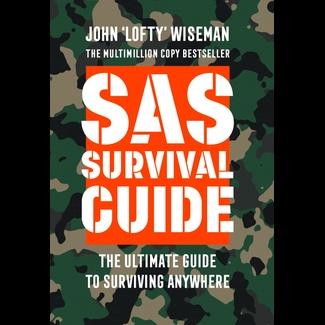 JOHN ‘LOFTY’ WISEMAN
THE MULTIMILLION COPY BESTSELLER
SAS
SURVIVAL
GUIDE
THE ULTIMATE GUIDE
TO SURVIVING ANYWHERE